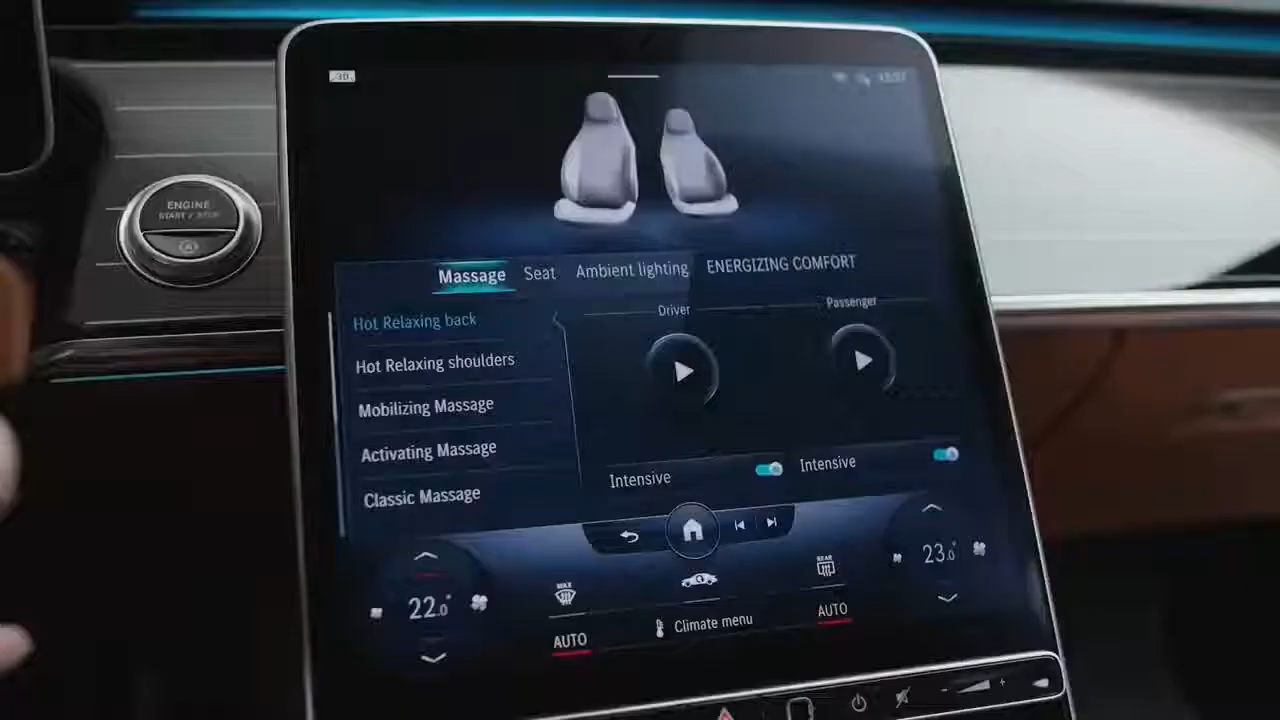 ENGINE
START / STOP
Massage Seat Ambient lighting ENERGIZING COMFORT
Hot Relaxing back
Hot Relaxing shoulders
Mobilizing Massage
Activating Massage
Classic Massage
Driver
Passenger
Intensive
Intensive
22.0°
MAX
AUTO
Climate menu
REAR
AUTO
23.0°